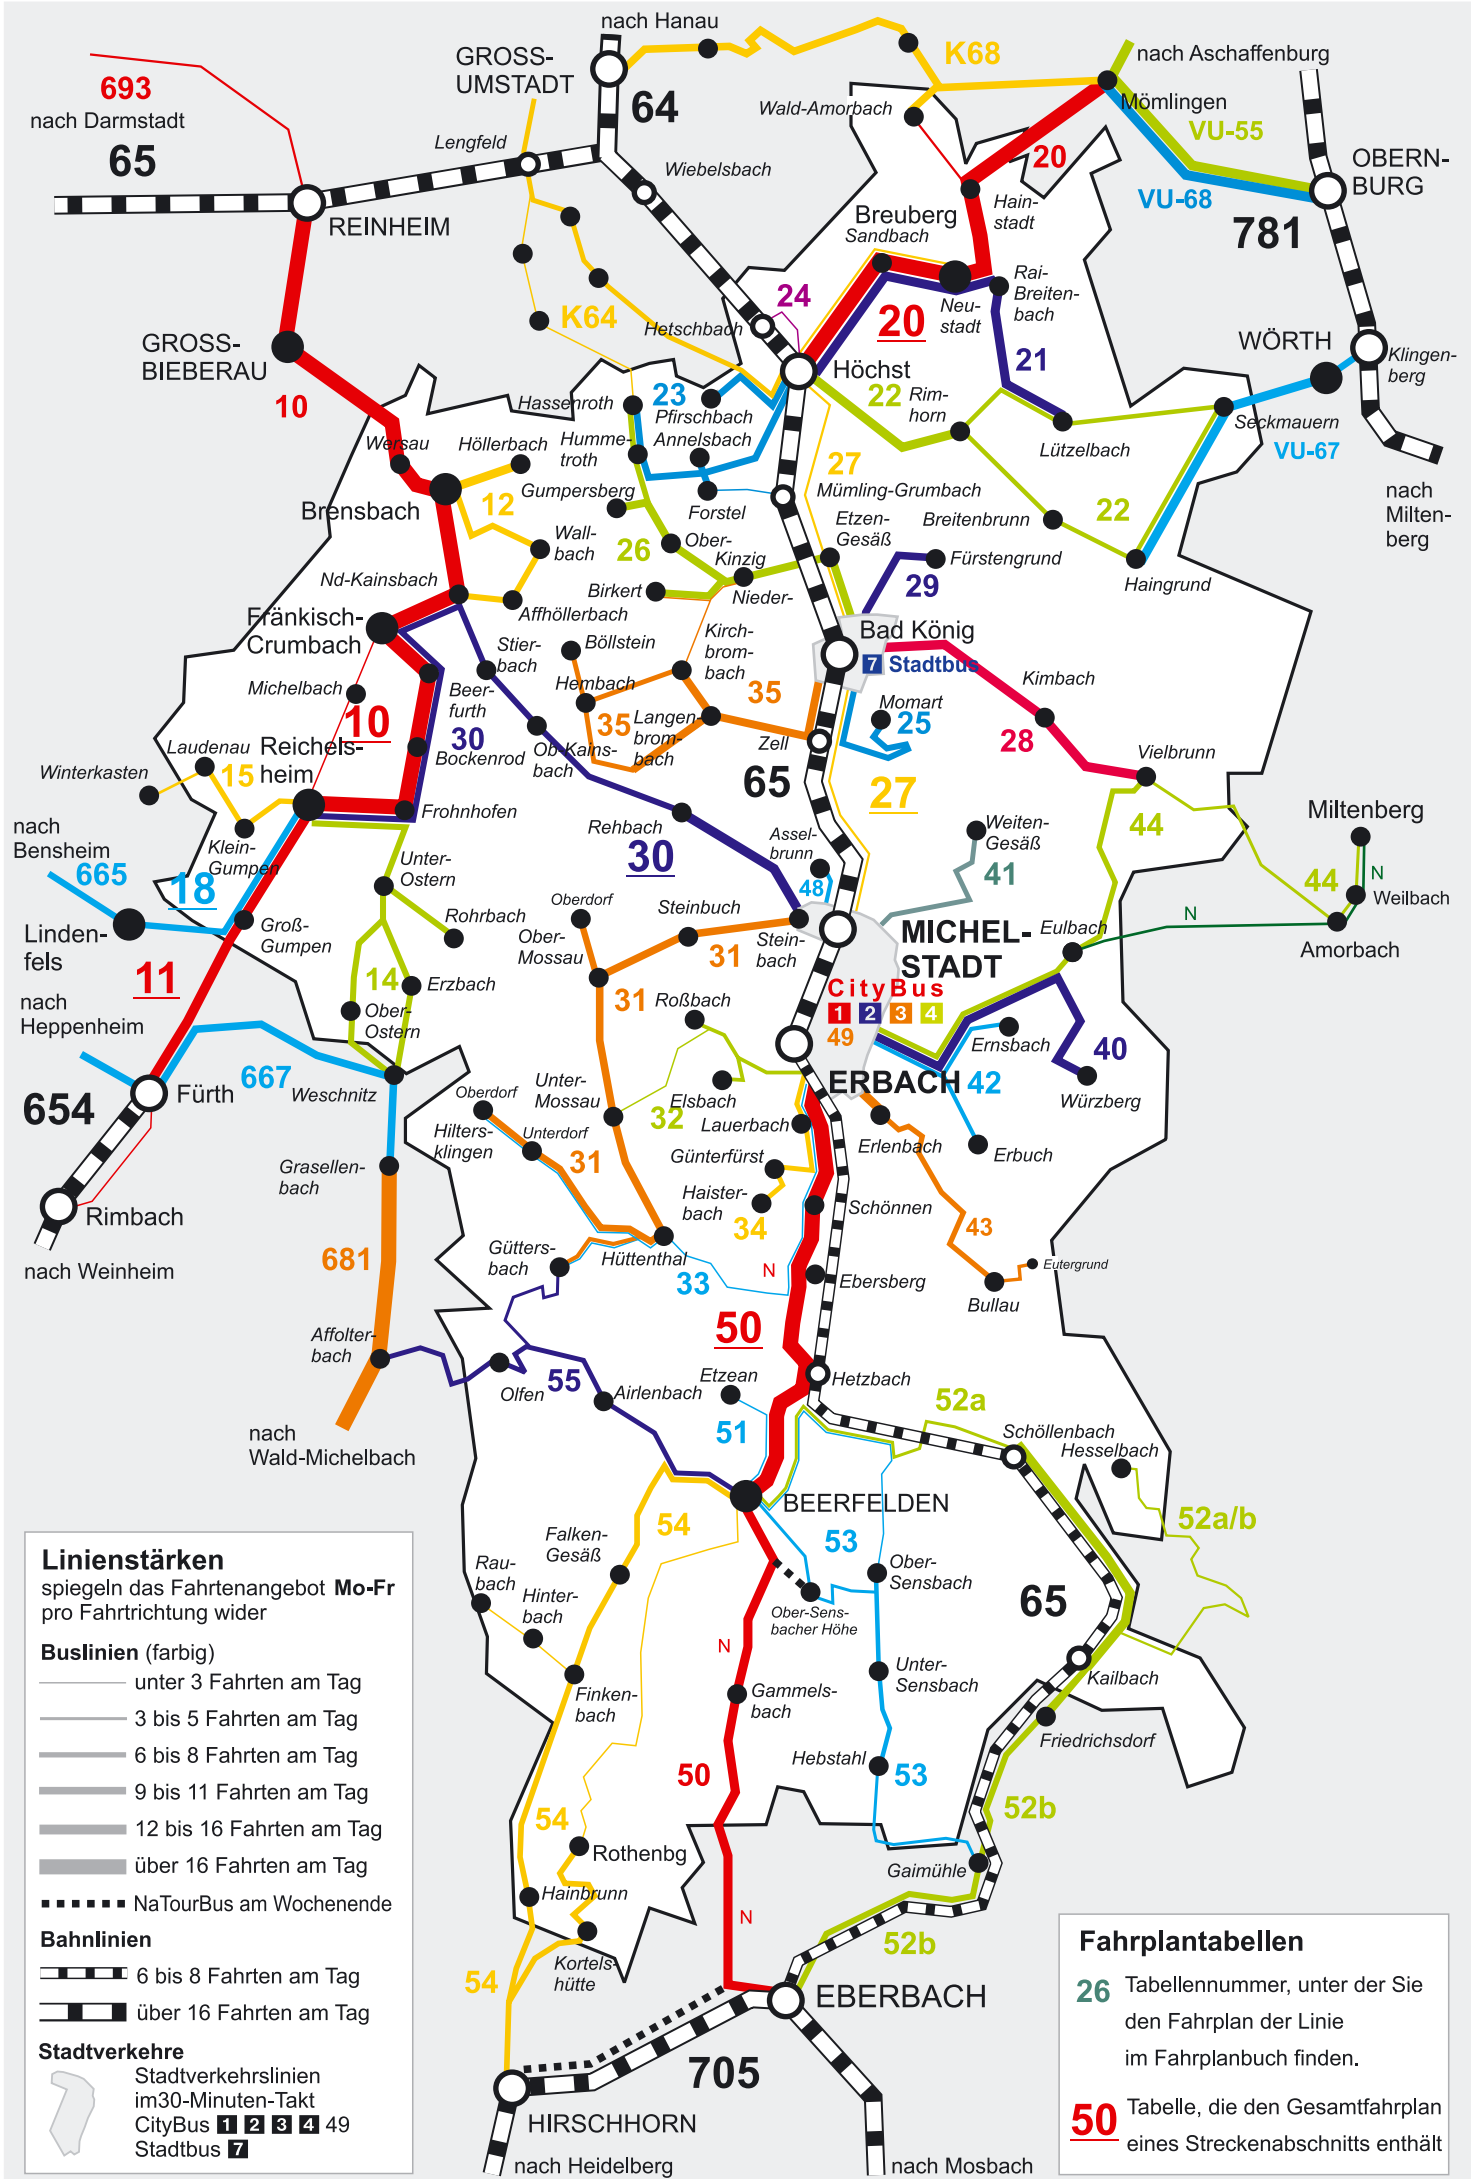 nach Hanau
GROSS-
UMSTADT
K68
nach Aschaffenburg
693
nach Darmstadt
65
64
Wald-Amorbach
Mömlingen
VU-55
Lengfeld
Wiebelsbach
20
OBERN-
BURG
VU-68
REINHEIM
Breuberg
Sandbach
Hain-
stadt
781
24
Rai-
Breiten-
bach
K64
Hetschbach
20
Neu-
stadt
GROSS-
BIEBERAU
WÖRTH
Klingen-
berg
21
Höchst
10
23
22
Rim-
horn
Hassenroth
Pfirschbach
Annelsbach
Seckmauern
VU-67
Wersau
Höllerbach
Humme-
troth
Lützelbach
27
12
Gumpersberg
Mümling-Grumbach
nach
Milten-
berg
Brensbach
Forstel
Etzen-
Gesäß
Breitenbrunn
22
Wall-
bach
26
Ober-
Kinzig
Fürstengrund
29
Nd-Kainsbach
Birkert
Nieder-
Haingrund
Affhöllerbach
Fränkisch-
Crumbach
Stier-
bach
Böllstein
Kirch-
brom-
bach
Bad König
7 Stadtbus
Michelbach
Beer-
furth
Hembach
35
Kimbach
Momart
10
30
35
Langen-
brom-
bach
25
28
Laudenau
Reichels-
heim
Bockenrod
Ob-Kains-
bach
Zell
Vielbrunn
Winterkasten
15
65
27
Miltenberg
Frohnhofen
Rehbach
nach
Bensheim
Klein-
Gumpen
30
Assel-
brunn
Weiten-
Gesäß
44
665
18
Unter-
Ostern
48
41
44
N
Weilbach
Oberdorf
Steinbuch
N
Linden-
fels
Groß-
Gumpen
Rohrbach
Ober-
Mossau
Stein-
bach
MICHEL-
STADT
Eulbach
Amorbach
11
31
14
Erzbach
CityBus
1 2 3 4
49
nach
Heppenheim
Ober-
Ostern
31
Roßbach
Ernsbach
40
667
Weschnitz
Fürth
654
Oberdorf
Unter-
Mossau
Elsbach
ERBACH
42
Würzberg
32
Lauerbach
Hilters-
klingen
Unterdorf
Erlenbach
Erbuch
Grasellen-
bach
31
Günterfürst
Haister-
bach
Rimbach
34
Schönnen
43
681
Hüttenthal
nach Weinheim
Gütters-
bach
33
N
Ebersberg
Eutergrund
Bullau
50
Affolter-
bach
Olfen
55
Airlenbach
Etzean
Hetzbach
52a
51
Schöllenbach
Hesselbach
nach
Wald-Michelbach
BEERFELDEN
54
53
52a/b
Falken-
Gesäß
Rau-
bach
Hinter-
bach
Ober-
Sensbach
Ober-Sens-
bacher Höhe
65
N
Finken-
bach
Gammels-
bach
Unter-
Sensbach
Kailbach
Friedrichsdorf
Hebstahl
50
53
52b
54
Rothenbg
Gaimühle
Hainbrunn
N
52b
Kortels-
hütte
54
EBERBACH
705
HIRSCHHORN
nach Heidelberg
nach Mosbach
Linienstärken
spiegeln das Fahrtenangebot Mo-Fr
pro Fahrtrichtung wider
Buslinien (farbig)
unter 3 Fahrten am Tag
3 bis 5 Fahrten am Tag
6 bis 8 Fahrten am Tag
9 bis 11 Fahrten am Tag
12 bis 16 Fahrten am Tag
über 16 Fahrten am Tag
NaTourBus am Wochenende
Bahnlinien
6 bis 8 Fahrten am Tag
über 16 Fahrten am Tag
Stadtverkehre
Stadtverkehrslinien
im30-Minuten-Takt
CityBus 1 2 3 4 49
Stadtbus 7
Fahrplantabellen
26 Tabellennummer, unter der Sie
den Fahrplan der Linie
im Fahrplanbuch finden.
50 Tabelle, die den Gesamtfahrplan
eines Streckenabschnitts enthält